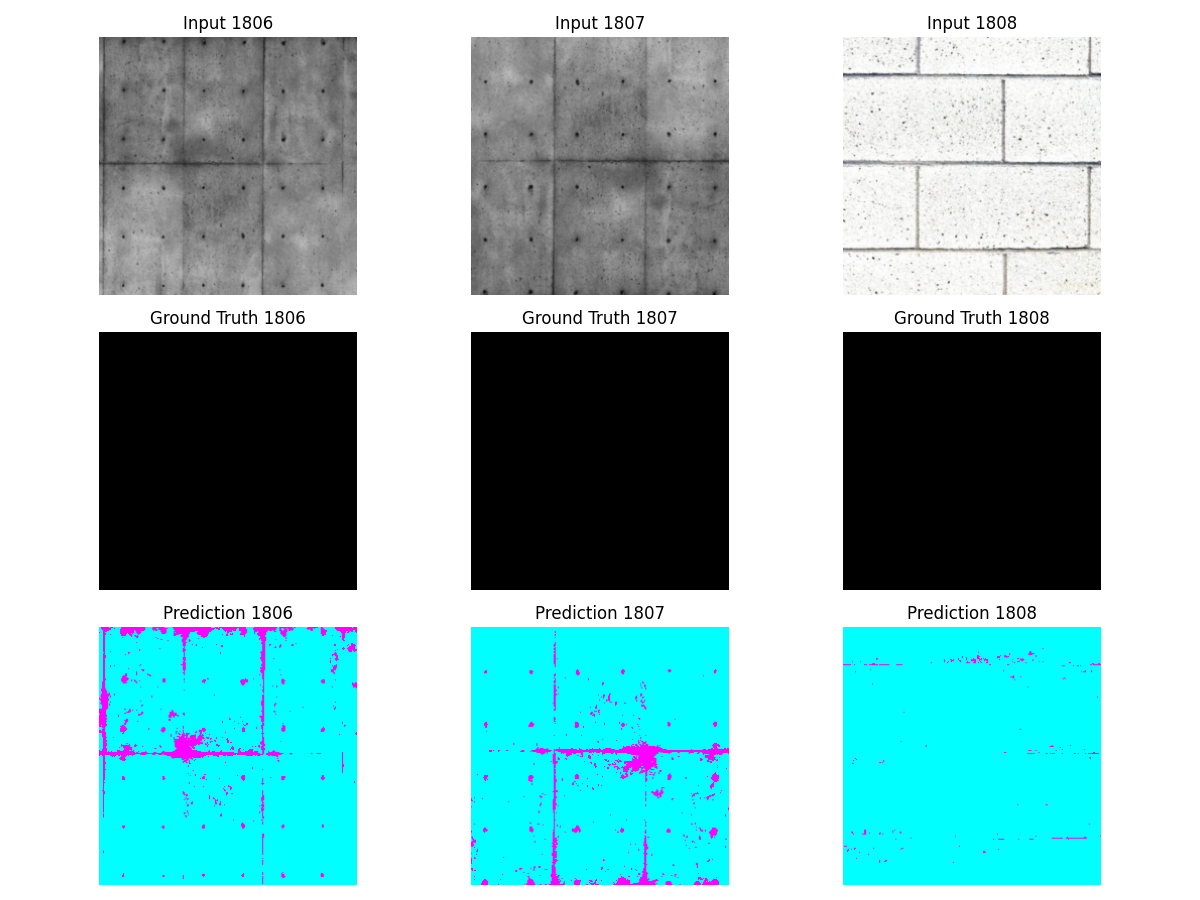 Input 1806
Input 1807
Input 1808
Ground Truth 1806
Ground Truth 1807
Ground Truth 1808
Prediction 1806
Prediction 1807
Prediction 1808